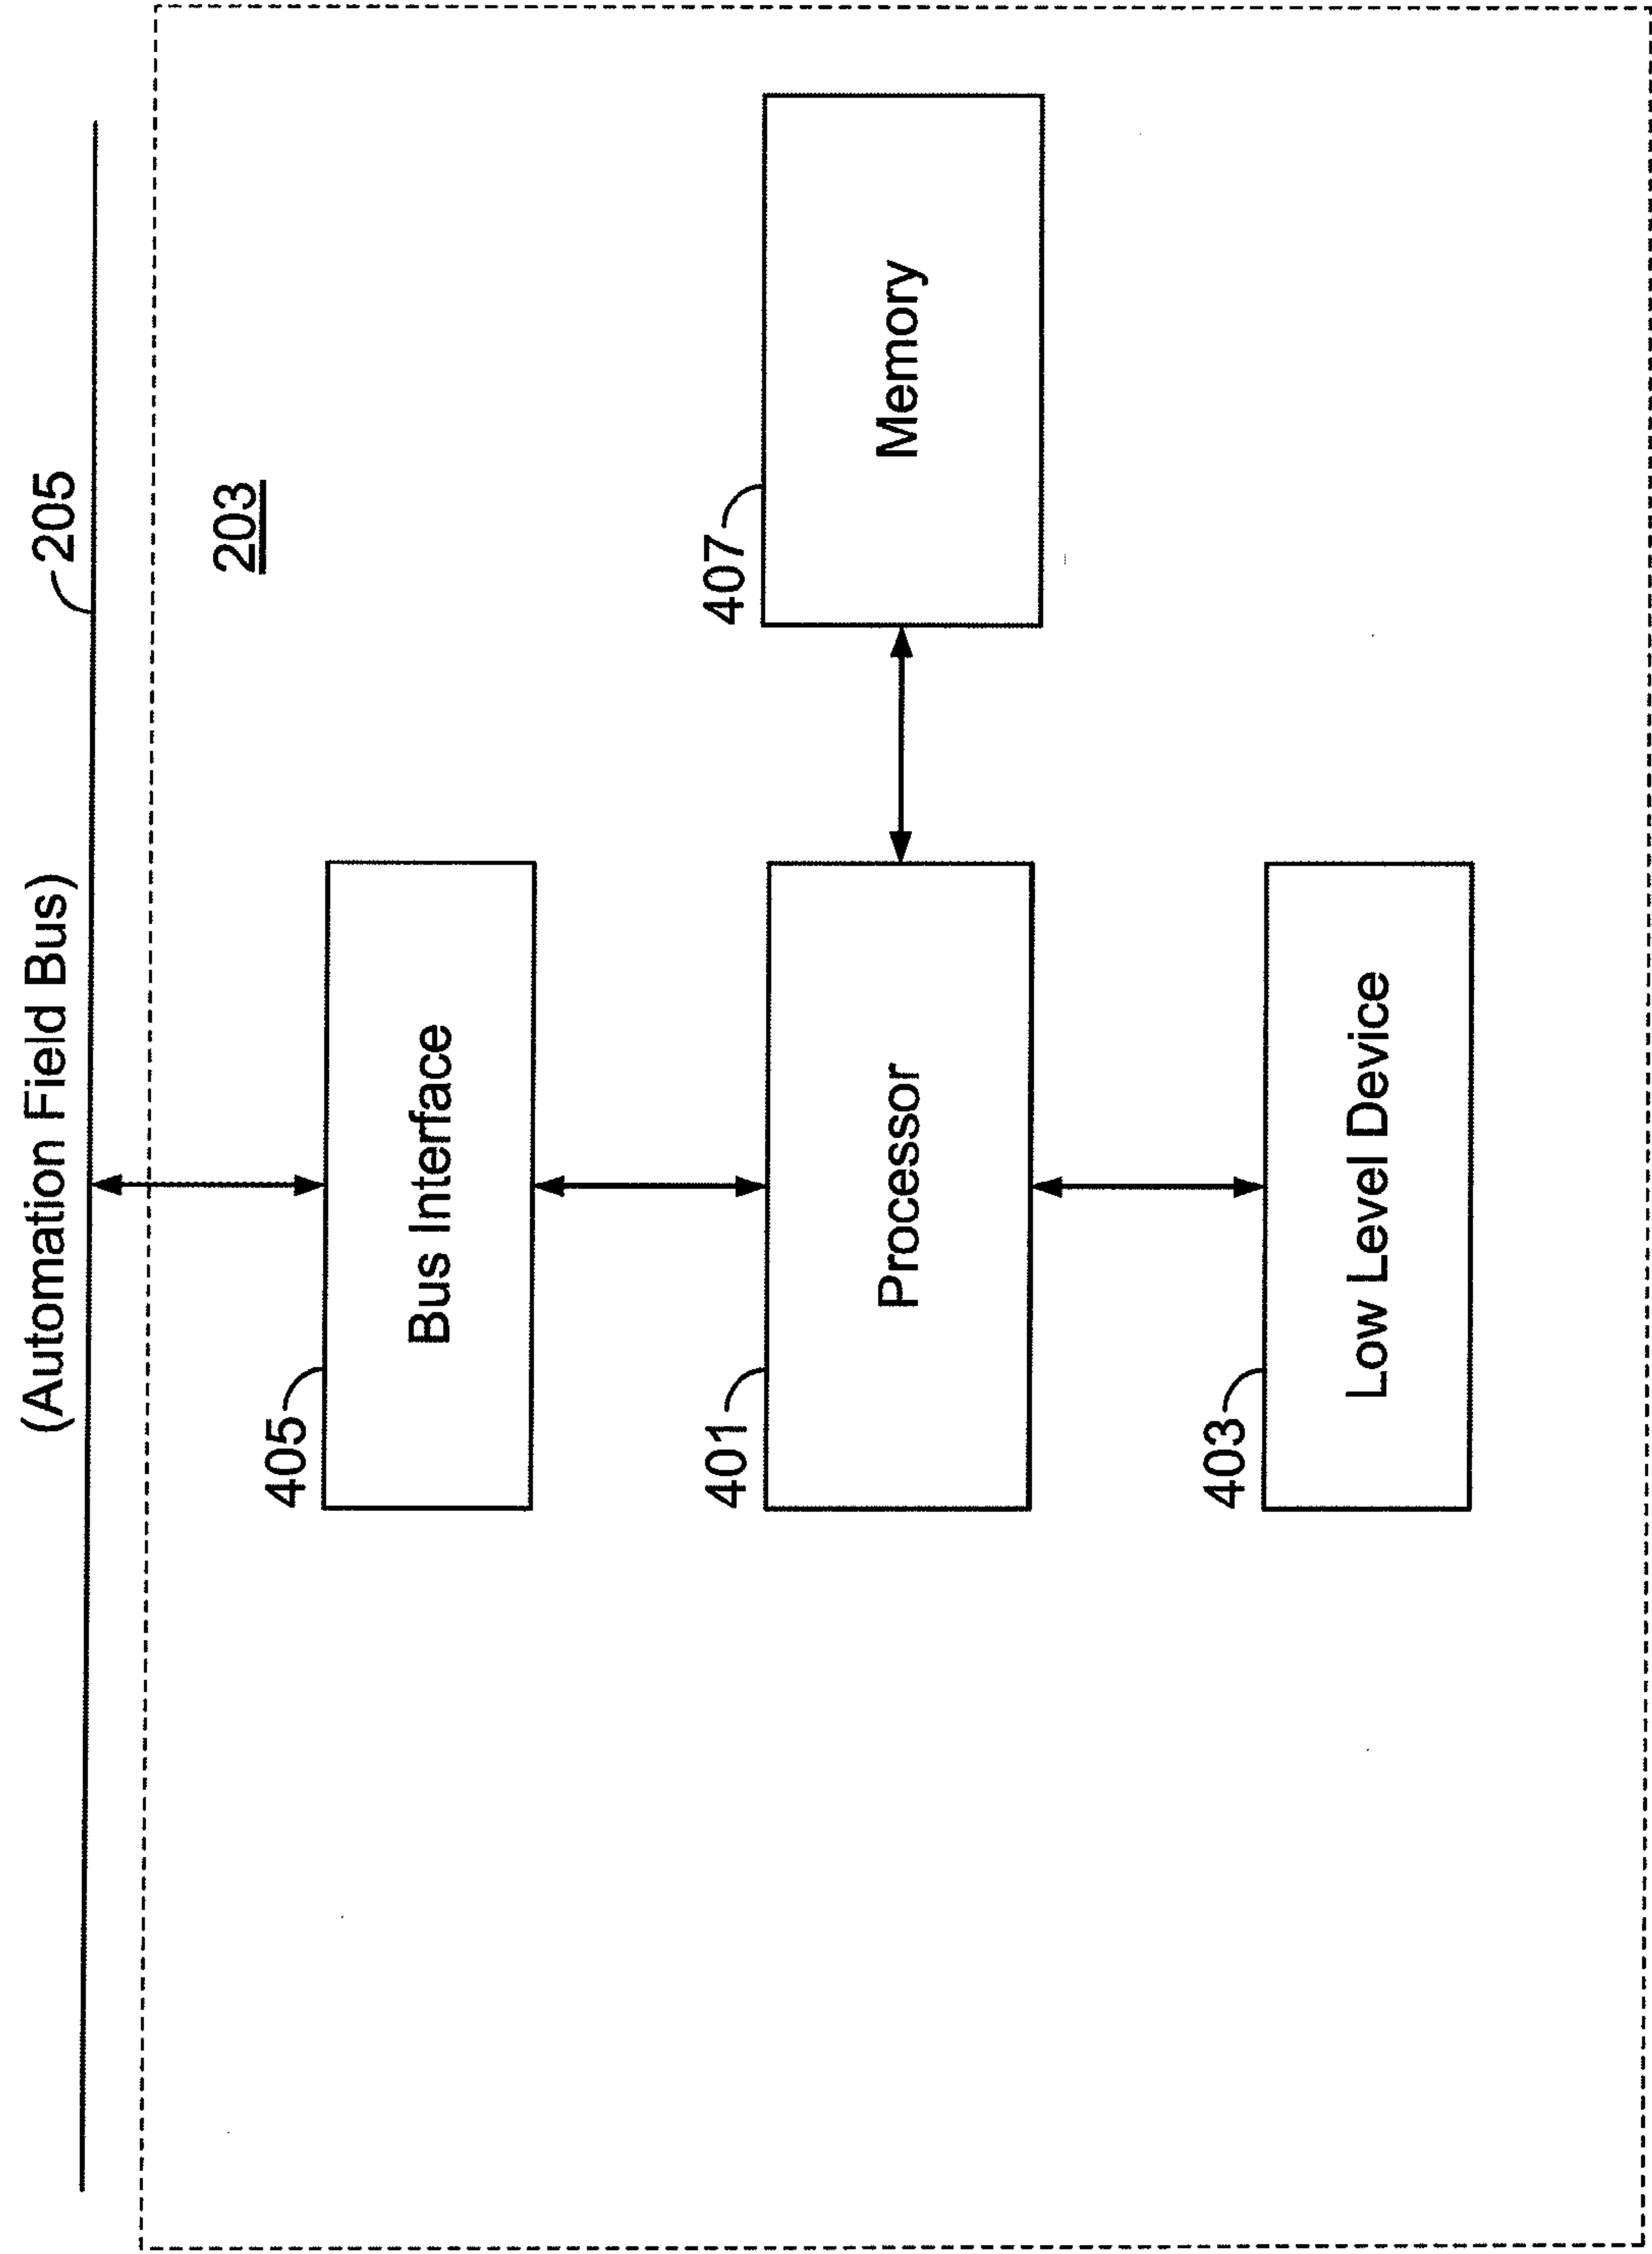 (Automation Field Bus)
205
203
405
Bus Interface
401
Processor
407
Memory
403
Low Level Device